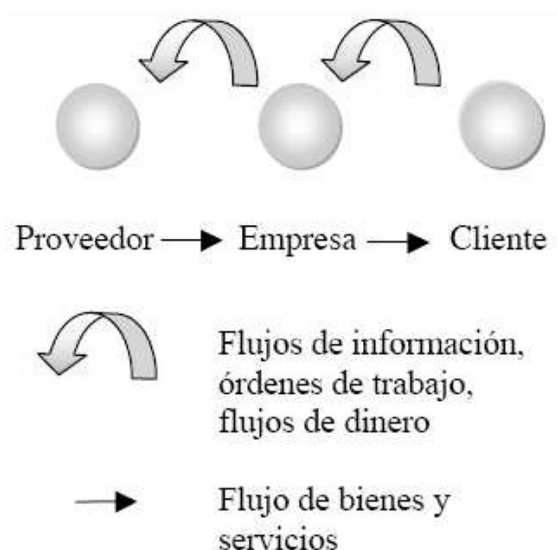 Proveedor Empresa Cliente
Flujos de información,
órdenes de trabajo,
flujos de dinero
Flujo de bienes y
servicios